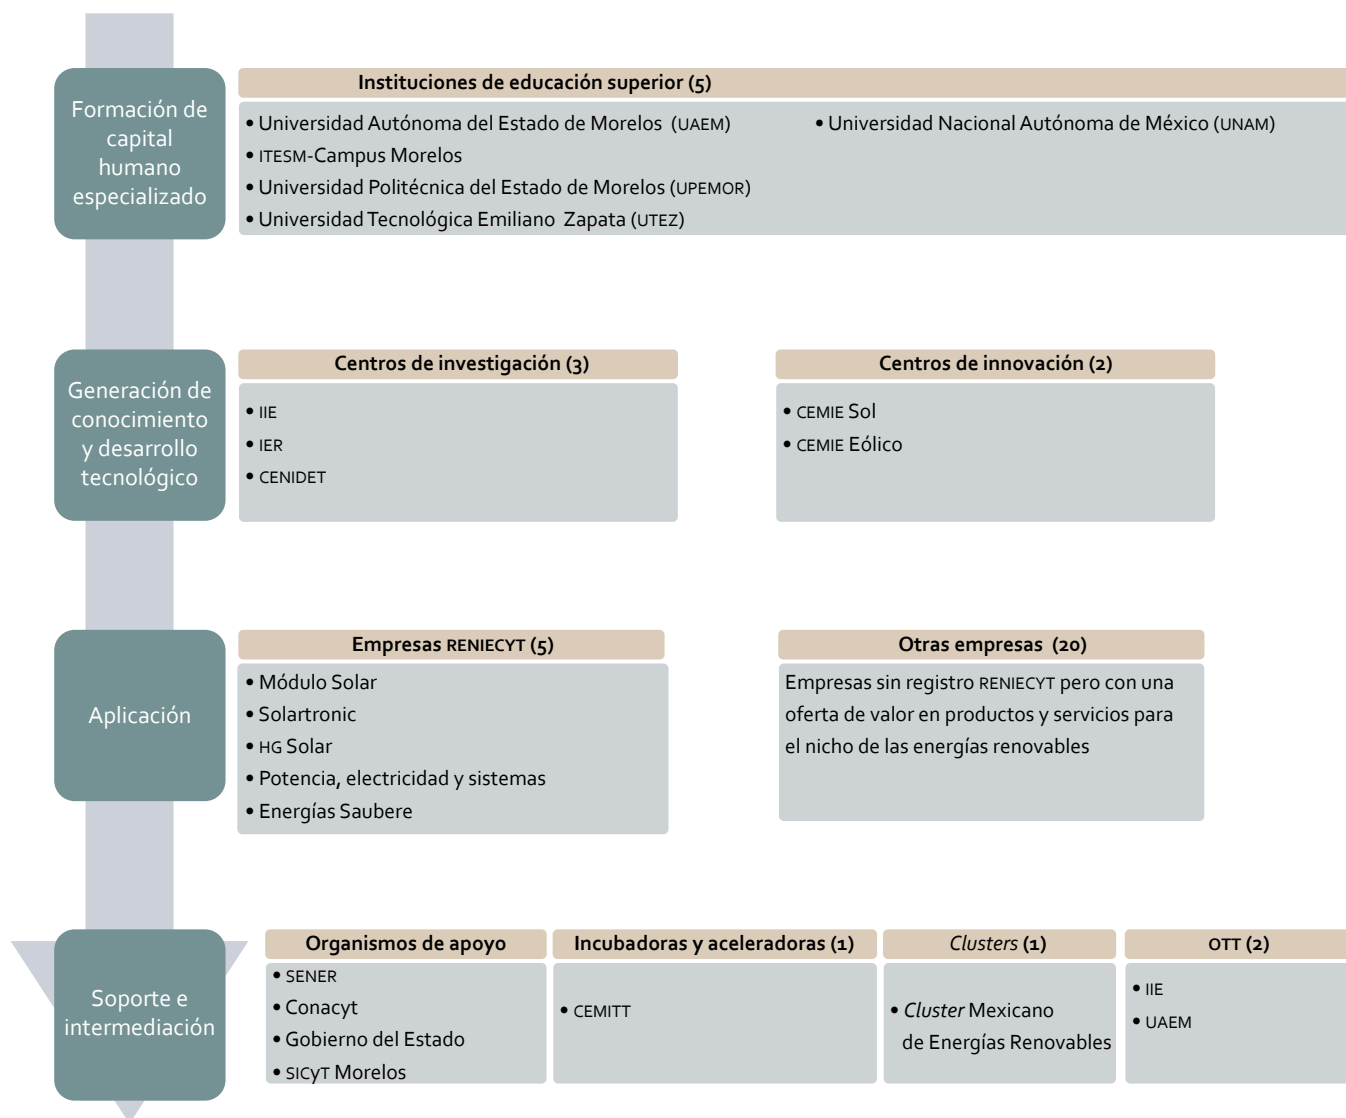 Formación de
capital
humano
especializado
Instituciones de educación superior (5)
• Universidad Autónoma del Estado de Morelos (UAEM)
• ITESM-Campus Morelos
• Universidad Politécnica del Estado de Morelos (UPEMOR)
• Universidad Tecnológica Emiliano Zapata (UTEZ)
• Universidad Nacional Autónoma de México (UNAM)
Generación de
conocimiento
y desarrollo
tecnológico
Centros de investigación (3)
• IIE
• IER
• CENIDET
Centros de innovación (2)
• CEMIE Sol
• CEMIE Eólico
Aplicación
Empresas RENIECYT (5)
• Módulo Solar
• Solartronic
• HG Solar
• Potencia, electricidad y sistemas
• Energías Saubere
Otras empresas (20)
Empresas sin registro RENIECYT pero con una
oferta de valor en productos y servicios para
el nicho de las energías renovables
Soporte e
intermediación
Organismos de apoyo
• SENER
• Conacyt
• Gobierno del Estado
• SICyT Morelos
Incubadoras y aceleradoras (1)
• CEMITT
Clusters (1)
• Cluster Mexicano
de Energías Renovables
OTT (2)
• IIE
• UAEM